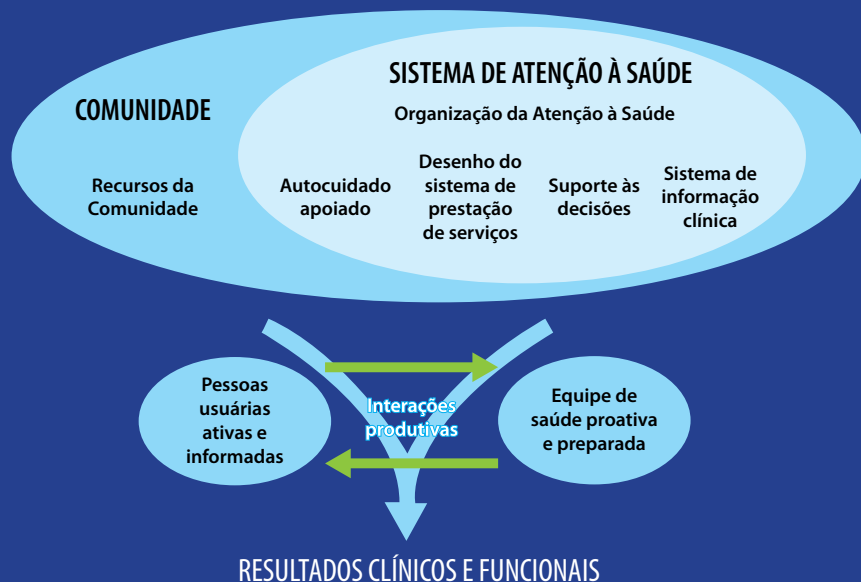 SISTEMA DE ATENÇÃO À SAÚDE
COMUNIDADE
Organização da Atenção à Saúde
Recursos da
Comunidade
Autocuidado
apoiado
Desenho do
sistema de
prestação
de serviços
Suporte às
decisões
Sistema de
informação
clínica
Pessoas
usuárias
ativas e
informadas
Interações
produtivas
Equipe de
saúde proativa
e preparada
RESULTADOS CLÍNICOS E FUNCIONAIS